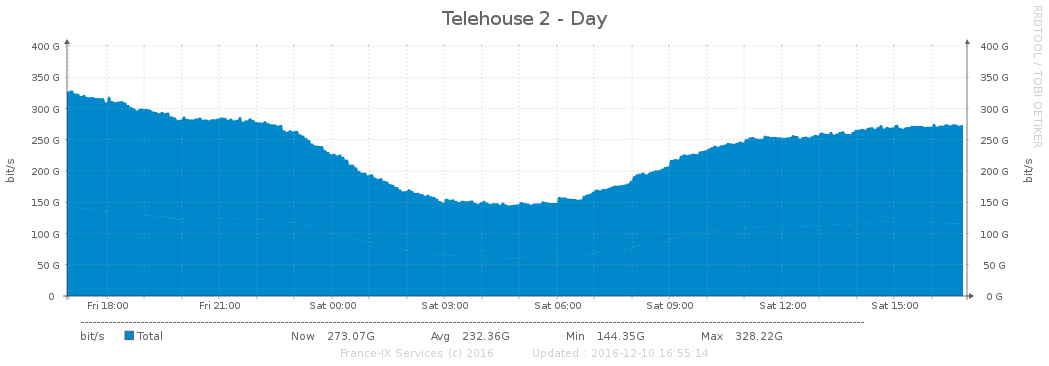 Telehouse 2 - Day
RRDTOOL / TOBI OETIKER
bit/s
400 G
350 G
300 G
250 G
200 G
150 G
100 G
50 G
0
400 G
350 G
300 G
250 G
200 G
150 G
100 G
50 G
0 G
bit/s
Fri 18:00 Fri 21:00 Sat 00:00 Sat 03:00 Sat 06:00 Sat 09:00 Sat 12:00 Sat 15:00
bit/s Total Now 273.07G Avg 232.36G Min 144.35G Max 328.22G
France-IX Services (c) 2016 Updated : 2016-12-10 16:55:14